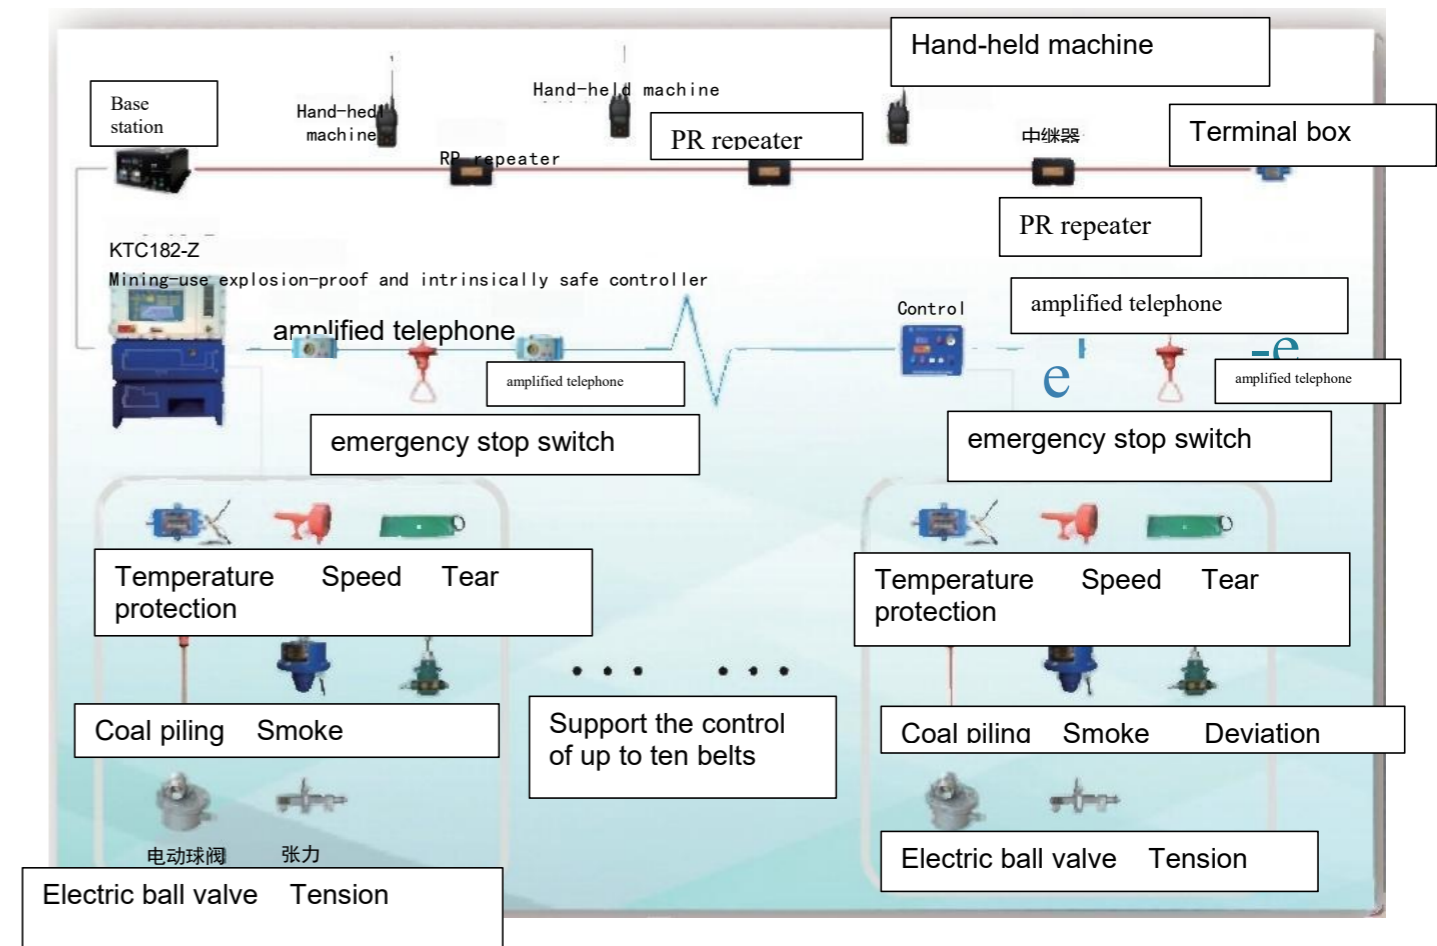 Hand-held machine
Base
station
Hand-hedl
machine
Hand-held machine
PR repeater
中继器
Terminal box
RP repeater
PR repeater
KTC182-Z
Mining-use explosion-proof and intrinsically safe controller
amplified telephone
amplified telephone
emergency stop switch
Control
amplified telephone
e'
-e
amplified telephone
emergency stop switch
Temperature Speed Tear
protection
Temperature Speed Tear
protection
Coal piling Smoke
Support the control
of up to ten belts
Coal piling Smoke Deviation
电动球阀 张力
Electric ball valve Tension
Electric ball valve Tension